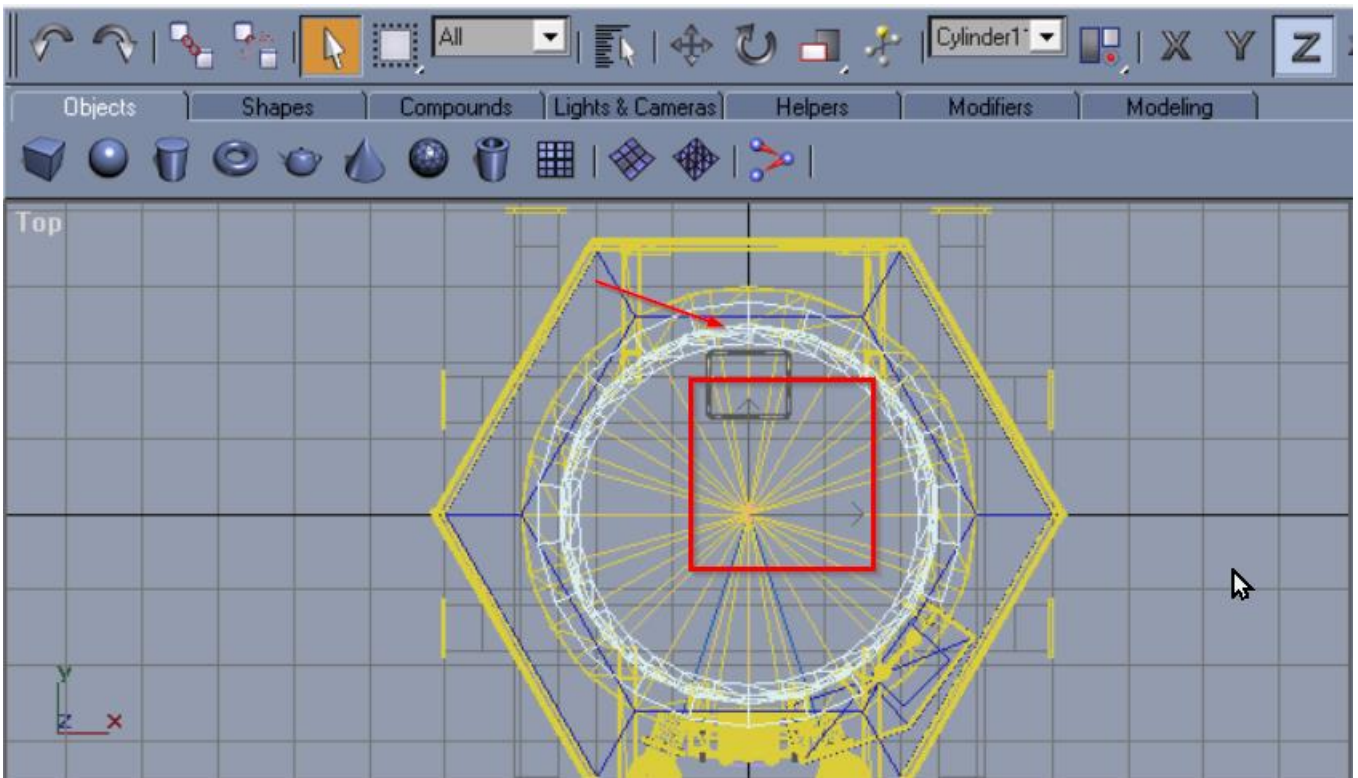 All Cylinder1 X Y Z
Objects Shapes Compounds Lights & Cameras Helpers Modifiers Modeling
Top
Y
Z X